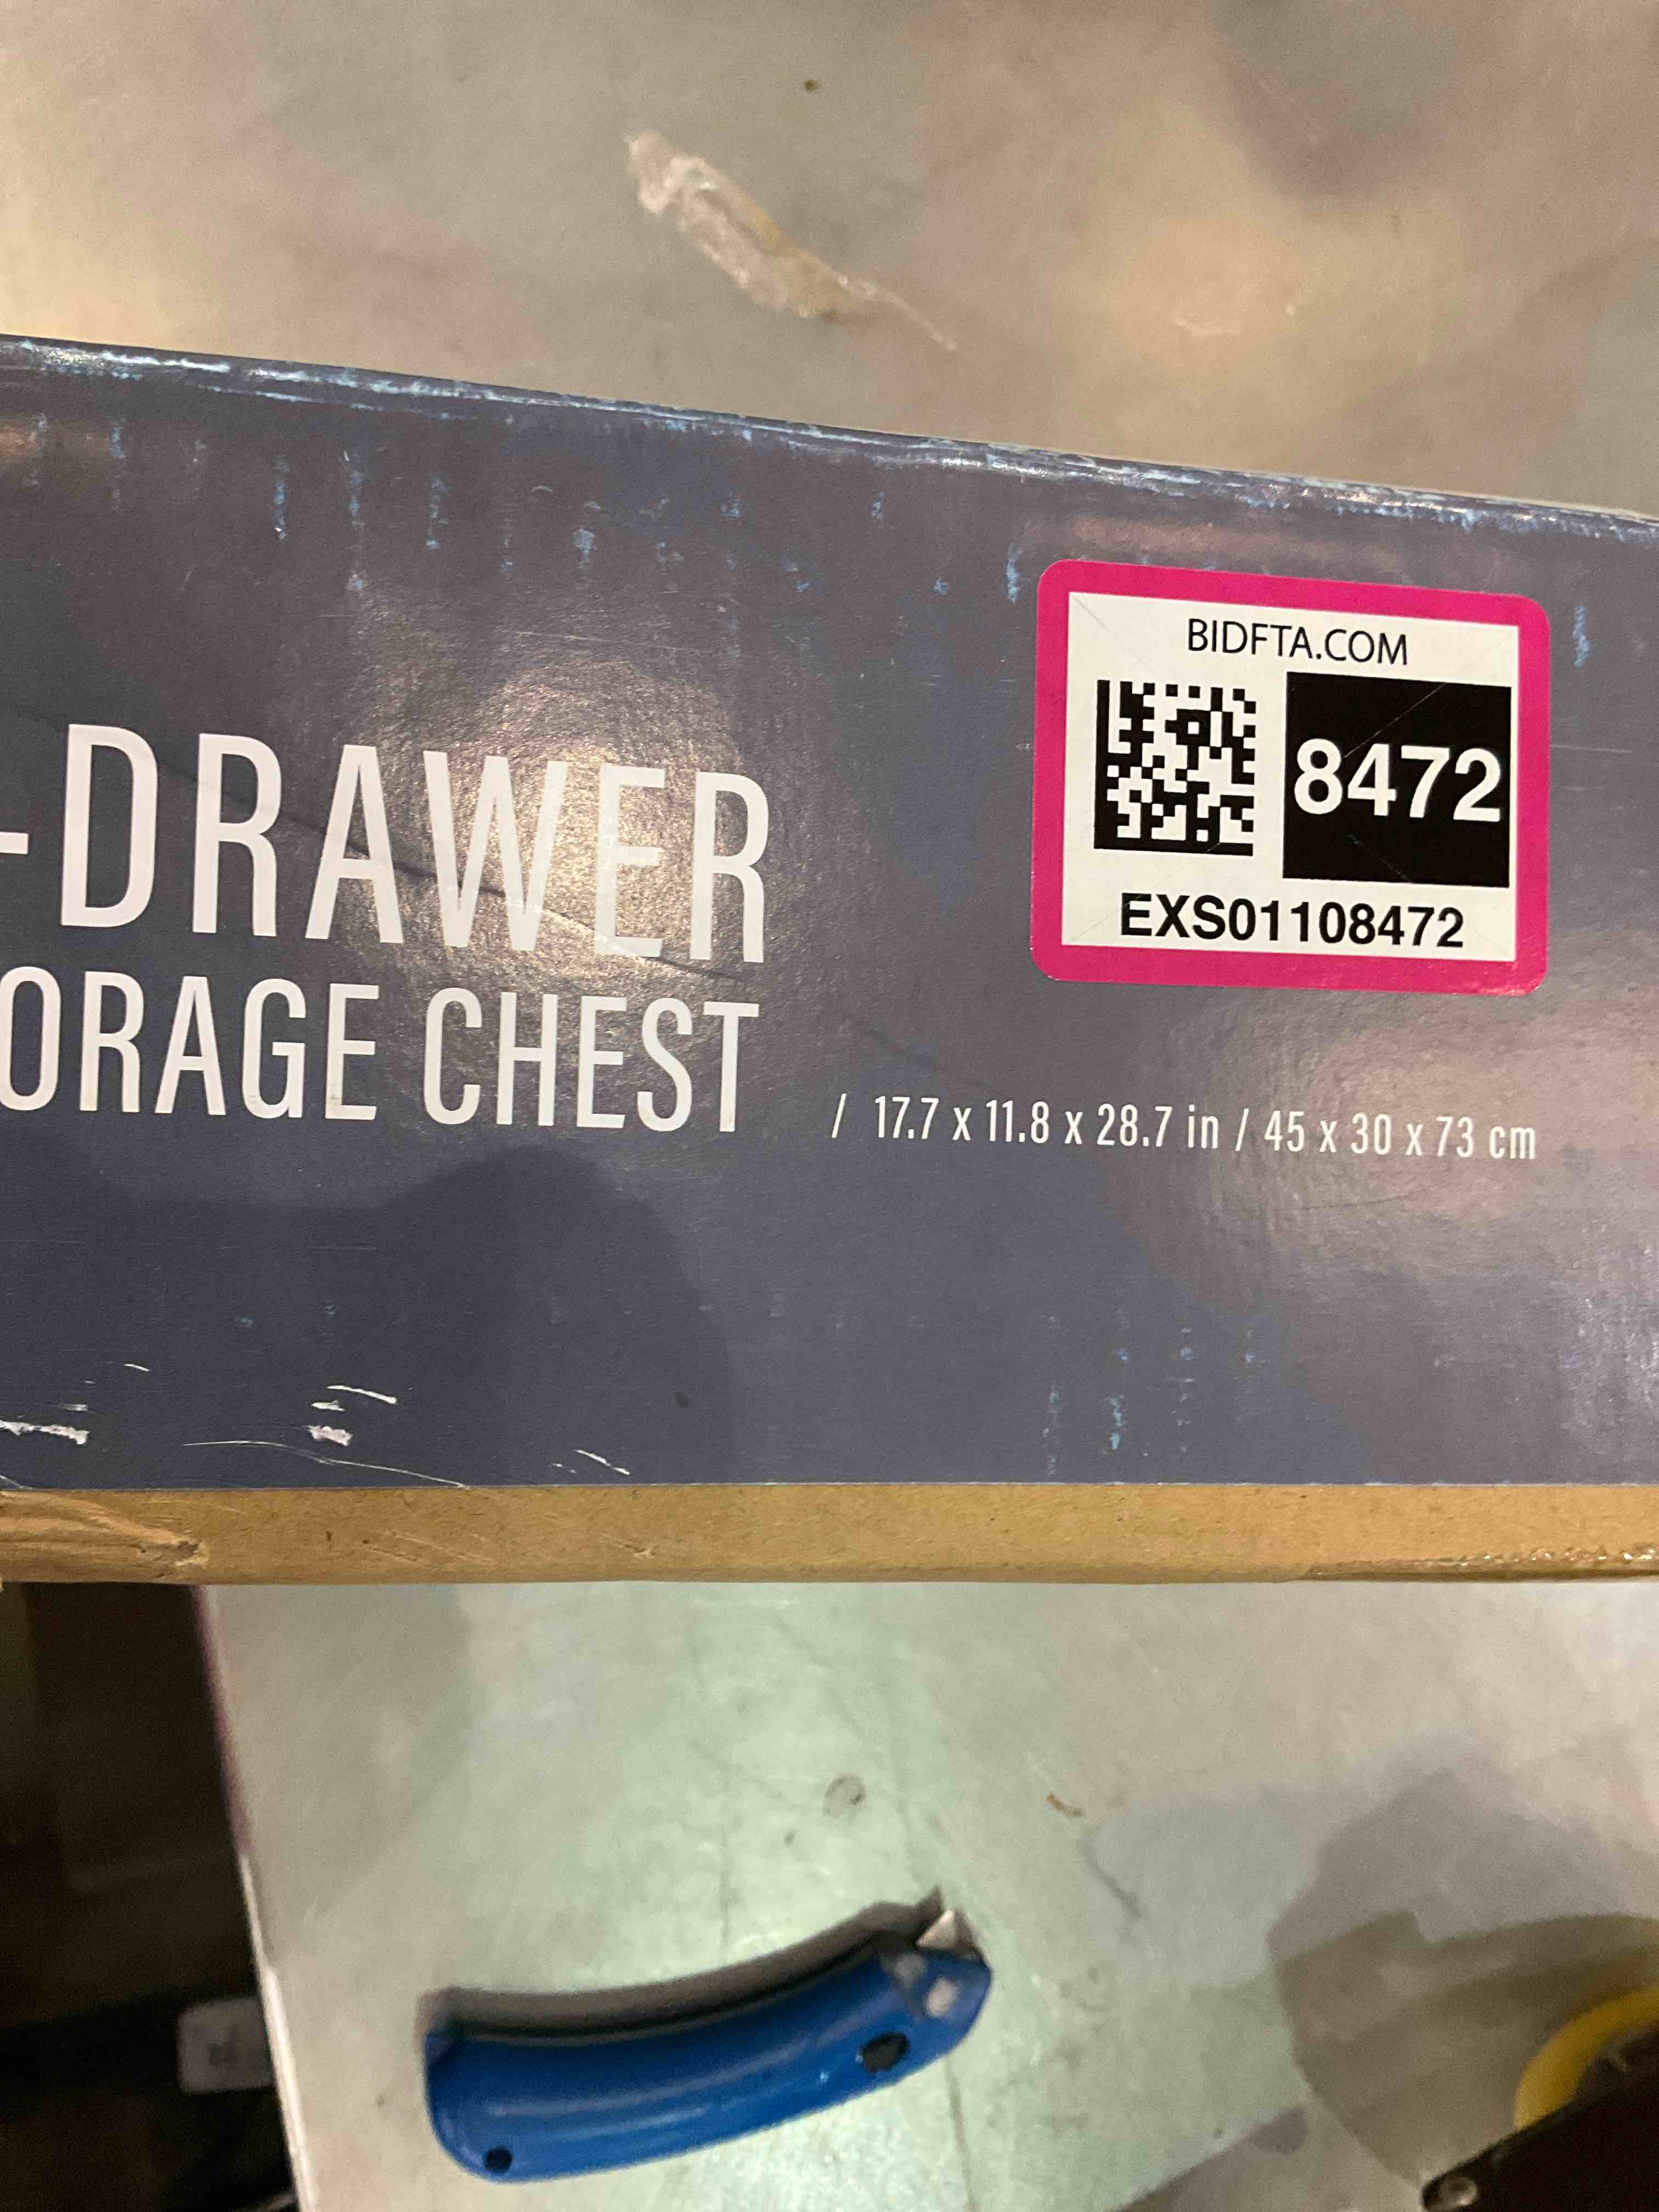 BIDFTA.COM
8472
EXS01108472
-DRAWER
ORAGE CHEST
/ 17.7 x 11.8 x 28.7 in / 45 x 30 x 73 cm